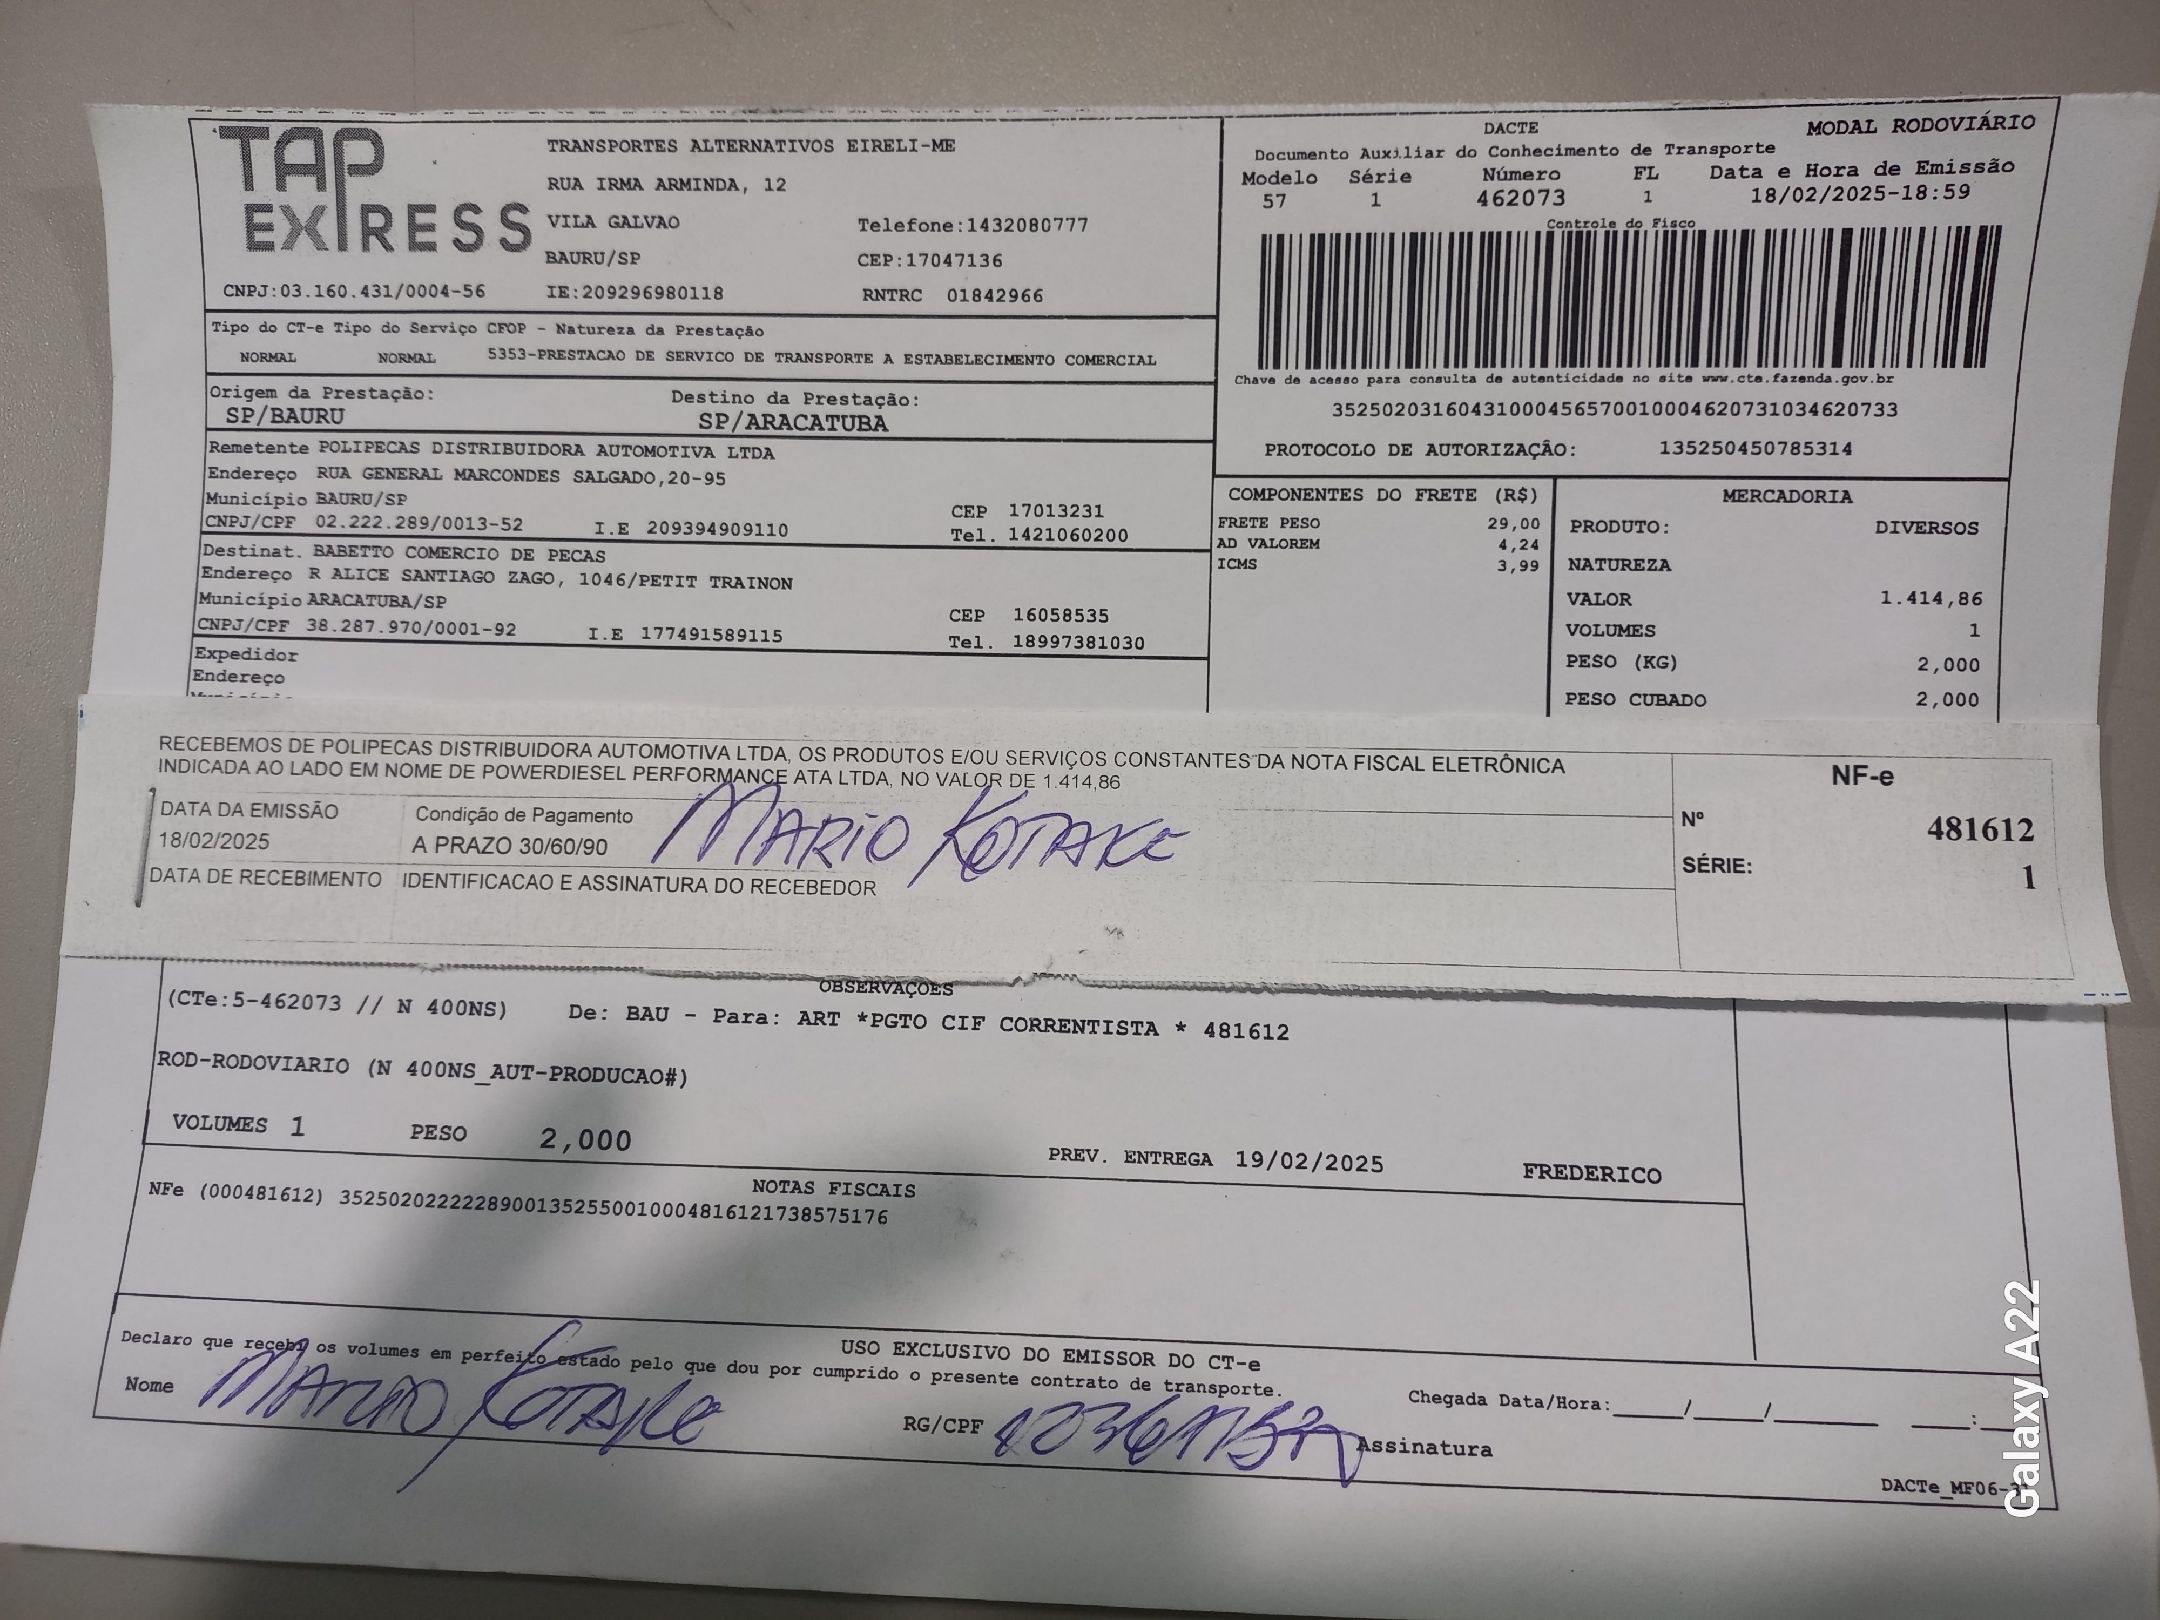 TAP EXPRESS
TRANSPORTES ALTERNATIVOS EIRELI-ME
RUA IRMA ARMINDA, 12
VILA GALVAO Telefone:1432080777
BAURU/SP CEP:17047136
CNPJ:03.160.431/0004-56 IE:209296980118 RNTRC 01842966
DACTE MODAL RODOVIÁRIO
Documento Auxiliar do Conhecimento de Transporte
Modelo Série Número FL Data e Hora de Emissão
57 1 462073 1 18/02/2025-18:59
Controle do Fisco
Chave de acesso para consulta de autenticidade no site www.cte.fazenda.gov.br
35250203160431000456570010004620731034620733
PROTOCOLO DE AUTORIZAÇÃO: 135250450785314
Tipo do CT-e Tipo do Serviço CFOP - Natureza da Prestação
NORMAL NORMAL 5353-PRESTACAO DE SERVICO DE TRANSPORTE A ESTABELECIMENTO COMERCIAL
Origem da Prestação: Destino da Prestação:
SP/BAURU SP/ARACATUBA
Remetente POLIPECAS DISTRIBUIDORA AUTOMOTIVA LTDA
Endereço RUA GENERAL MARCONDES SALGADO,20-95
Município BAURU/SP CEP 17013231
CNPJ/CPF 02.222.289/0013-52 I.E 209394909110 Tel. 1421060200
Destinat. BABETTO COMERCIO DE PECAS
Endereço R ALICE SANTIAGO ZAGO, 1046/PETIT TRAINON
Município ARACATUBA/SP CEP 16058535
CNPJ/CPF 38.287.970/0001-92 I.E 177491589115 Tel. 18997381030
Expedidor
Endereço
COMPONENTES DO FRETE (R$)
FRETE PESO 29,00
AD VALOREM 4,24
ICMS 3,99
MERCADORIA
PRODUTO: DIVERSOS
NATUREZA
VALOR 1.414,86
VOLUMES 1
PESO (KG) 2,000
PESO CUBADO 2,000
RECEBEMOS DE POLIPECAS DISTRIBUIDORA AUTOMOTIVA LTDA, OS PRODUTOS E/OU SERVIÇOS CONSTANTES DA NOTA FISCAL ELETRÔNICA
INDICADA AO LADO EM NOME DE POWERDIESEL PERFORMANCE ATA LTDA, NO VALOR DE 1.414,86
DATA DA EMISSÃO Condição de Pagamento
18/02/2025 A PRAZO 30/60/90 MARIO KOTAKE
DATA DE RECEBIMENTO IDENTIFICACAO E ASSINATURA DO RECEBEDOR
NF-e
Nº 481612
SÉRIE: 1
OBSERVAÇOES
(CTe:5-462073 // N 400NS) De: BAU - Para: ART *PGTO CIF CORRENTISTA * 481612
ROD-RODOVIARIO (N 400NS_AUT-PRODUCAO#)
VOLUMES 1 PESO 2,000
PREV. ENTREGA 19/02/2025 FREDERICO
NOTAS FISCAIS
NFe (000481612) 35250202222289001352550010004816121738575176
USO EXCLUSIVO DO EMISSOR DO CT-e
Declaro que recebi os volumes em perfeito estado pelo que dou por cumprido o presente contrato de transporte.
Nome MARIO KOTAKE RG/CPF Assinatura
Chegada Data/Hora:____/____/______ ___:
DACTe_MF06-
Galaxy A22